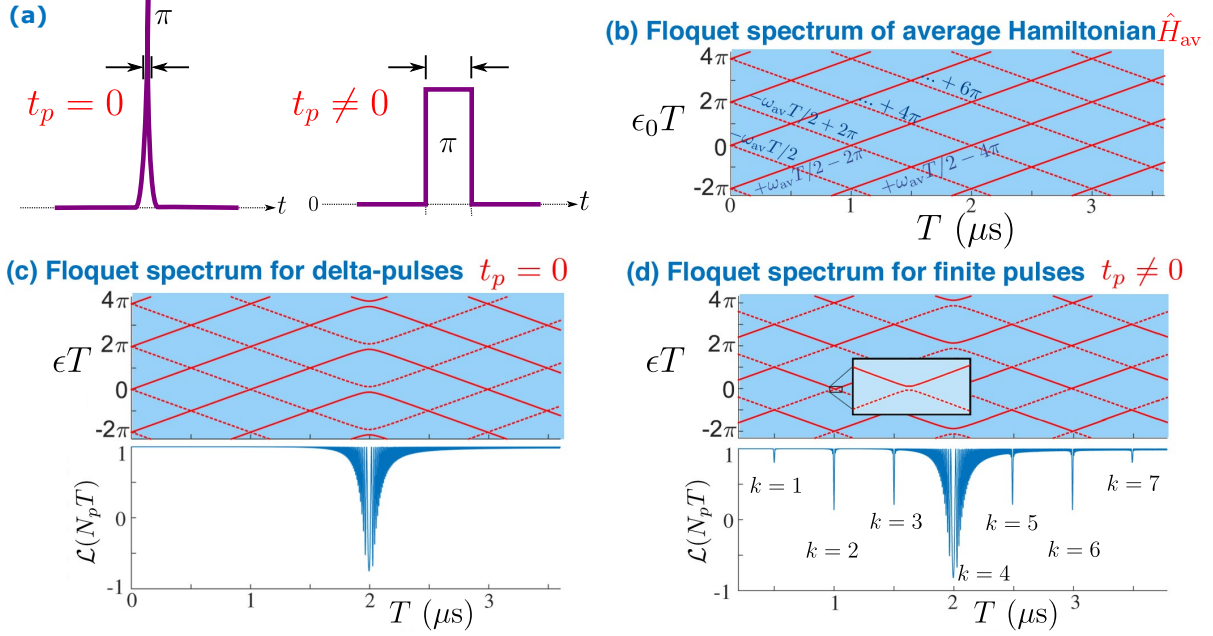 (a)
π
t_p = 0
t
t_p ≠ 0
π
0
t
(b) Floquet spectrum of average Hamiltonian Ĥ_av
ϵ₀T
4π
2π
0
-2π
... + 6π
... + 4π
−ω_av T/2 + 2π
−ω_av T/2
+ω_av T/2 − 2π
+ω_av T/2 − 4π
0 1 2 3
T (μs)
(c) Floquet spectrum for delta-pulses t_p = 0
ϵT
4π
2π
0
-2π
ℒ(N_p T)
1
0
-1
0 1 2 3
T (μs)
(d) Floquet spectrum for finite pulses t_p ≠ 0
ϵT
4π
2π
0
-2π
ℒ(N_p T)
1
0
-1
k = 1
k = 2
k = 3
k = 4
k = 5
k = 6
k = 7
1 2 3
T (μs)